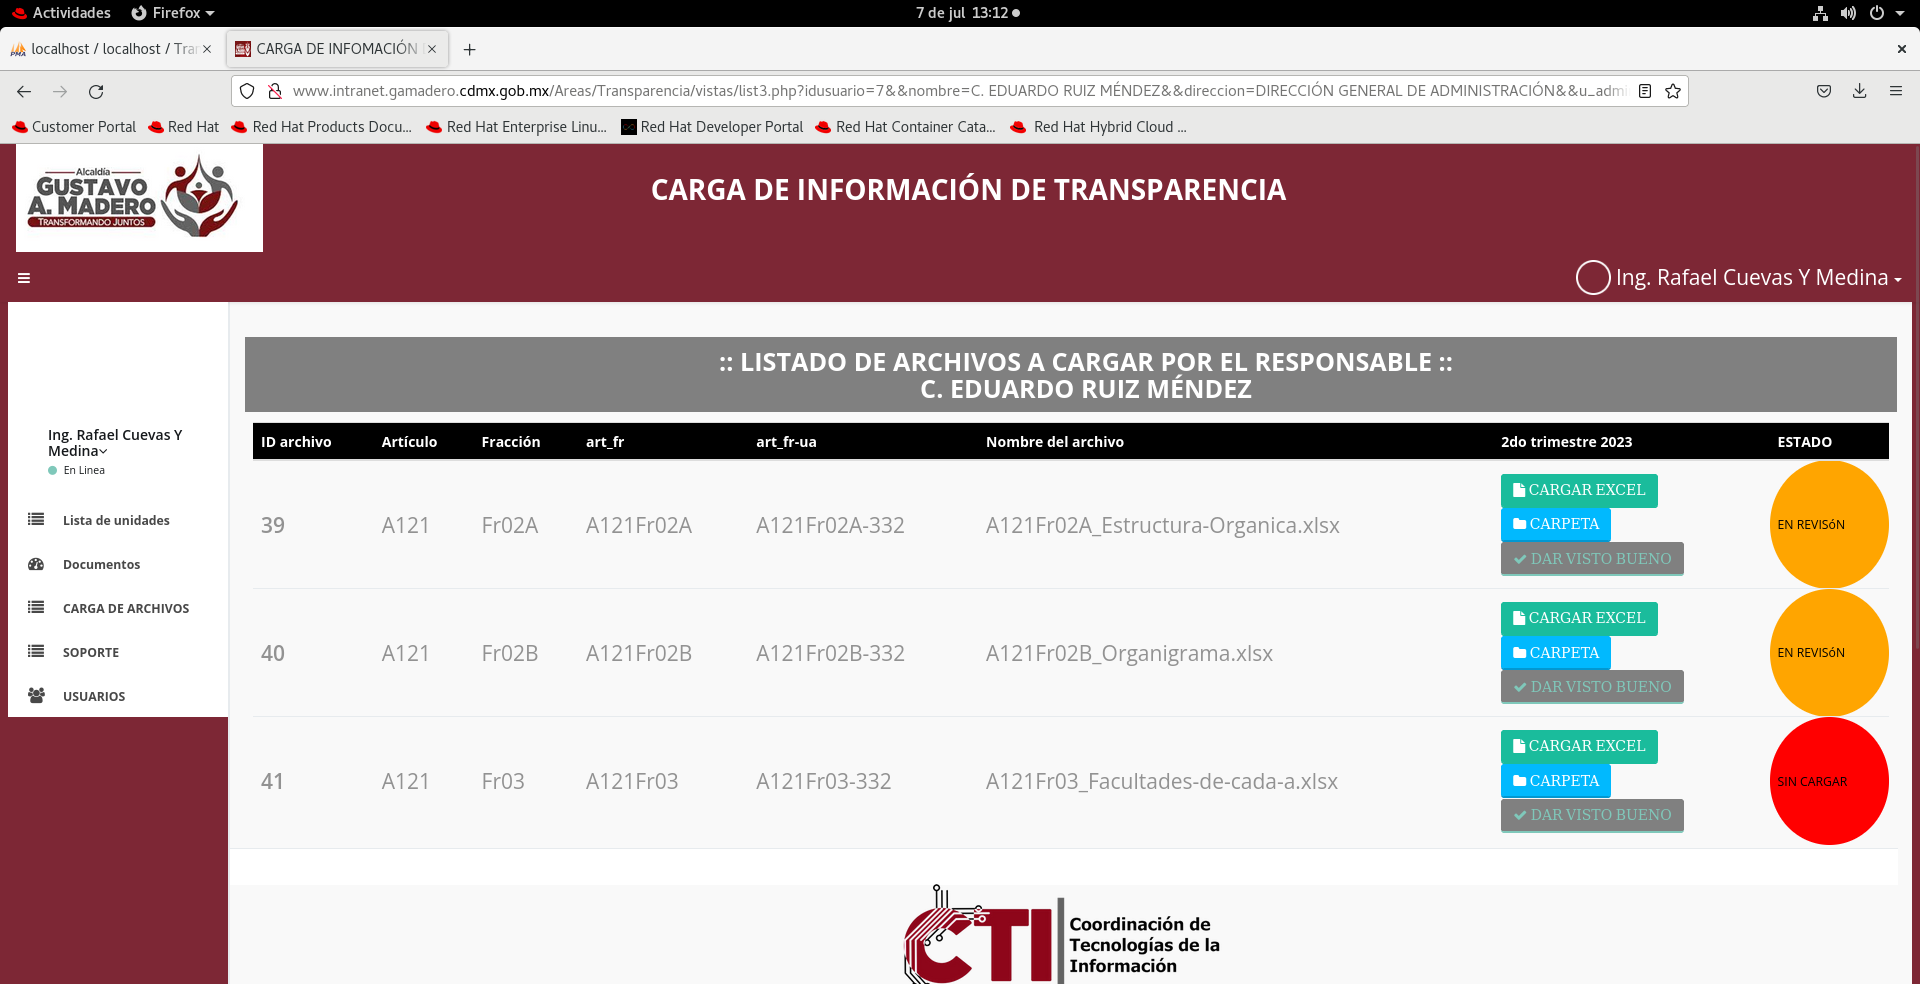 Actividades Firefox 7 de jul 13:12
localhost / localhost / Tra CARGA DE INFOMACIÓN
www.intranet.gamadero.cdmx.gob.mx/Areas/Transparencia/vistas/list3.php?idusuario=7&&nombre=C. EDUARDO RUIZ MÉNDEZ&&direccion=DIRECCIÓN GENERAL DE ADMINISTRACIÓN&&u_admi
Customer Portal Red Hat Red Hat Products Docu... Red Hat Enterprise Linu... Red Hat Developer Portal Red Hat Container Cata... Red Hat Hybrid Cloud ...
Alcaldía
GUSTAVO
A. MADERO
TRANSFORMANDO JUNTOS
CARGA DE INFORMACIÓN DE TRANSPARENCIA
Ing. Rafael Cuevas Y Medina
Ing. Rafael Cuevas Y
Medina
En Linea
Lista de unidades
Documentos
CARGA DE ARCHIVOS
SOPORTE
USUARIOS
:: LISTADO DE ARCHIVOS A CARGAR POR EL RESPONSABLE ::
C. EDUARDO RUIZ MÉNDEZ
ID archivo Artículo Fracción art_fr art_fr-ua Nombre del archivo 2do trimestre 2023 ESTADO
CARGAR EXCEL
39 A121 Fr02A A121Fr02A A121Fr02A-332 A121Fr02A_Estructura-Organica.xlsx CARPETA EN REVISóN
DAR VISTO BUENO
CARGAR EXCEL
40 A121 Fr02B A121Fr02B A121Fr02B-332 A121Fr02B_Organigrama.xlsx CARPETA EN REVISóN
DAR VISTO BUENO
CARGAR EXCEL
41 A121 Fr03 A121Fr03 A121Fr03-332 A121Fr03_Facultades-de-cada-a.xlsx CARPETA SIN CARGAR
DAR VISTO BUENO
CTI
Coordinación de
Tecnologías de la
Información